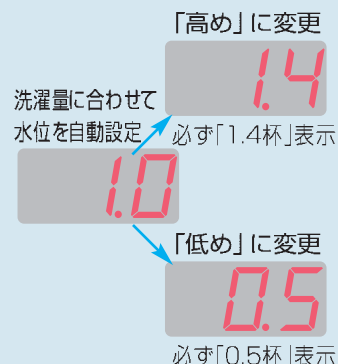 「高め」に変更
1.4
必ず「1.4杯」表示
洗濯量に合わせて
水位を自動設定
1.0
「低め」に変更
0.5
必ず「0.5杯」表示